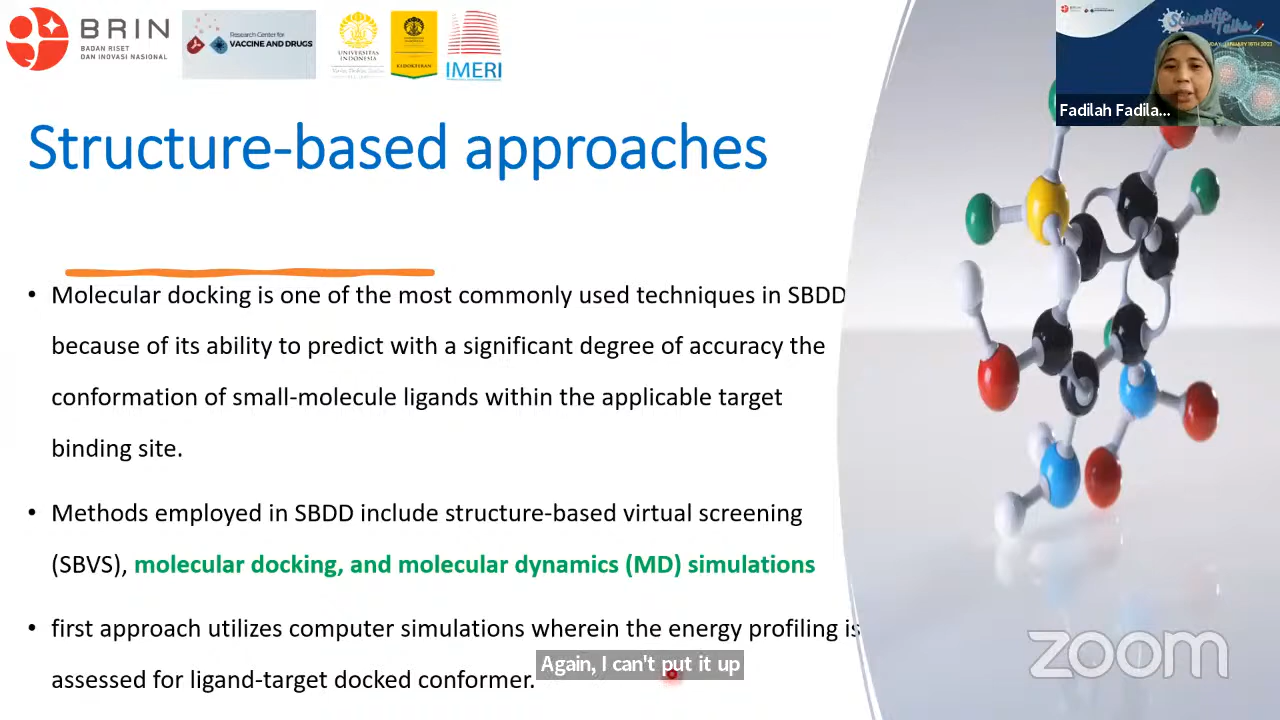 BRIN
BADAN RISET
DAN INOVASI NASIONAL
Research Center for
VACCINE AND DRUGS
UNIVERSITAS
INDONESIA
KEDOKTERAN
IMERI
Fadilah Fadila...
Structure-based approaches
• Molecular docking is one of the most commonly used techniques in SBDD
because of its ability to predict with a significant degree of accuracy the
conformation of small-molecule ligands within the applicable target
binding site.
• Methods employed in SBDD include structure-based virtual screening
(SBVS), molecular docking, and molecular dynamics (MD) simulations
• first approach utilizes computer simulations wherein the energy profiling is
assessed for ligand-target docked conformer.
Again, I can't put it up
zoom